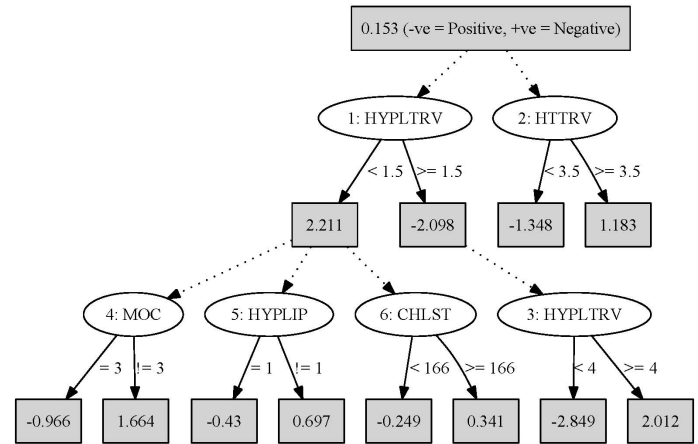 0.153 (-ve = Positive, +ve = Negative)
1: HYPLTRV 2: HTTRV
< 1.5 >= 1.5 < 3.5 >= 3.5
2.211 -2.098 -1.348 1.183
4: MOC 5: HYPLIP 6: CHLST 3: HYPLTRV
= 3 != 3 = 1 != 1 < 166 >= 166 < 4 >= 4
-0.966 1.664 -0.43 0.697 -0.249 0.341 -2.849 2.012